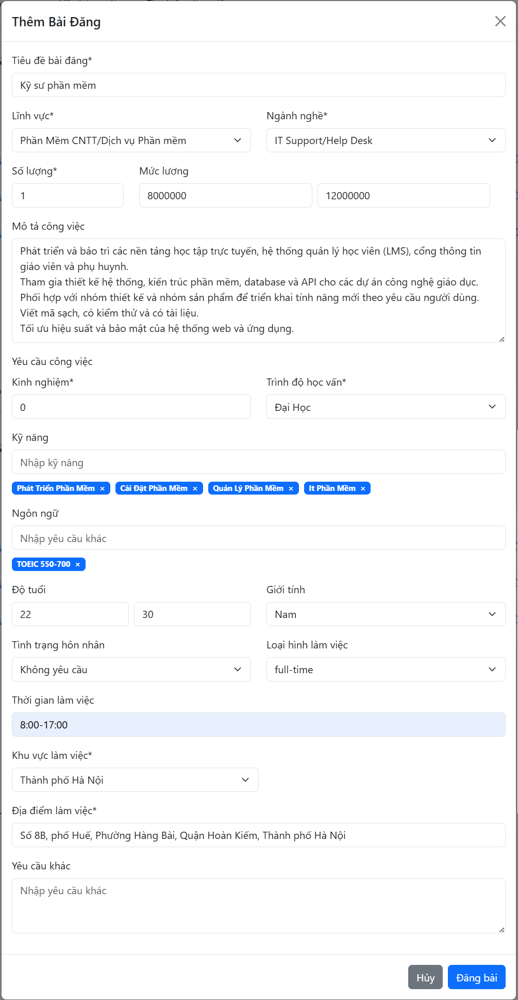 Thêm Bài Đăng
Tiêu đề bài đăng*
Kỹ sư phần mềm
Lĩnh vực*
Ngành nghề*
Phần Mềm CNTT/Dịch vụ Phần mềm
IT Support/Help Desk
Số lượng*
Mức lương
1
8000000
12000000
Mô tả công việc
Phát triển và bảo trì các nền tảng học tập trực tuyến, hệ thống quản lý học viên (LMS), cổng thông tin
giáo viên và phụ huynh.
Tham gia thiết kế hệ thống, kiến trúc phần mềm, database và API cho các dự án công nghệ giáo dục.
Phối hợp với nhóm thiết kế và nhóm sản phẩm để triển khai tính năng mới theo yêu cầu người dùng.
Viết mã sạch, có kiểm thử và có tài liệu.
Tối ưu hiệu suất và bảo mật của hệ thống web và ứng dụng.
Yêu cầu công việc
Kinh nghiệm*
Trình độ học vấn*
0
Đại Học
Kỹ năng
Nhập kỹ năng
Phát Triển Phần Mềm ×
Cài Đặt Phần Mềm ×
Quản Lý Phần Mềm ×
It Phần Mềm ×
Ngôn ngữ
Nhập yêu cầu khác
TOEIC 550-700 ×
Độ tuổi
Giới tính
22
30
Nam
Tình trạng hôn nhân
Loại hình làm việc
Không yêu cầu
full-time
Thời gian làm việc
8:00-17:00
Khu vực làm việc*
Thành phố Hà Nội
Địa điểm làm việc*
Số 8B, phố Huế, Phường Hàng Bài, Quận Hoàn Kiếm, Thành phố Hà Nội
Yêu cầu khác
Nhập yêu cầu khác
Hủy
Đăng bài